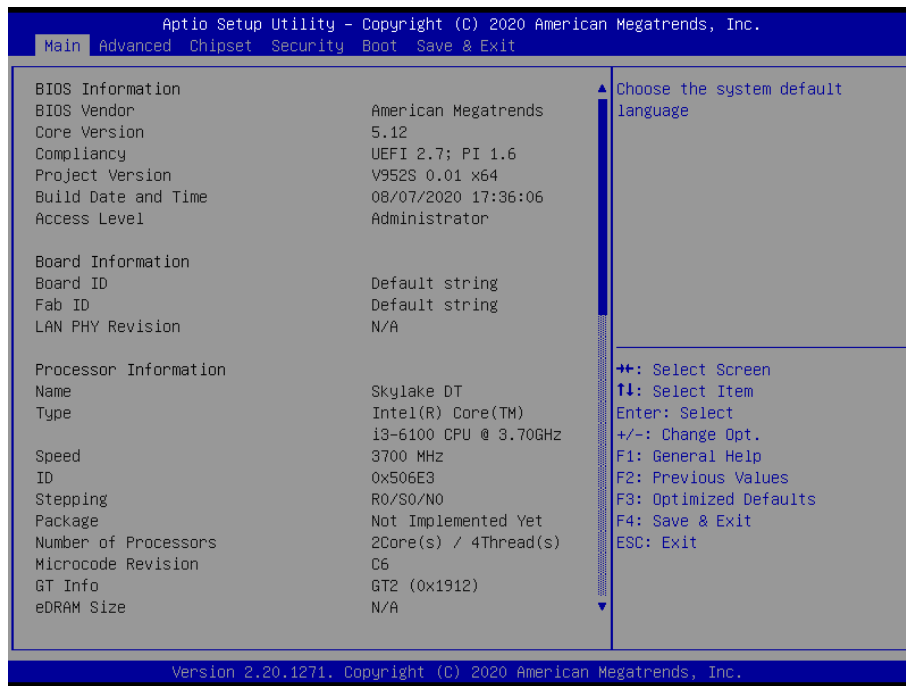 Aptio Setup Utility – Copyright (C) 2020 American Megatrends, Inc.
Main Advanced Chipset Security Boot Save & Exit
BIOS Information
BIOS Vendor American Megatrends
Core Version 5.12
Compliancy UEFI 2.7; PI 1.6
Project Version V952S 0.01 x64
Build Date and Time 08/07/2020 17:36:06
Access Level Administrator
Board Information
Board ID Default string
Fab ID Default string
LAN PHY Revision N/A
Processor Information
Name Skylake DT
Type Intel(R) Core(TM)
i3-6100 CPU @ 3.70GHz
Speed 3700 MHz
ID 0x506E3
Stepping R0/S0/N0
Package Not Implemented Yet
Number of Processors 2Core(s) / 4Thread(s)
Microcode Revision C6
GT Info GT2 (0x1912)
eDRAM Size N/A
Choose the system default
language
→←: Select Screen
↑↓: Select Item
Enter: Select
+/-: Change Opt.
F1: General Help
F2: Previous Values
F3: Optimized Defaults
F4: Save & Exit
ESC: Exit
Version 2.20.1271. Copyright (C) 2020 American Megatrends, Inc.